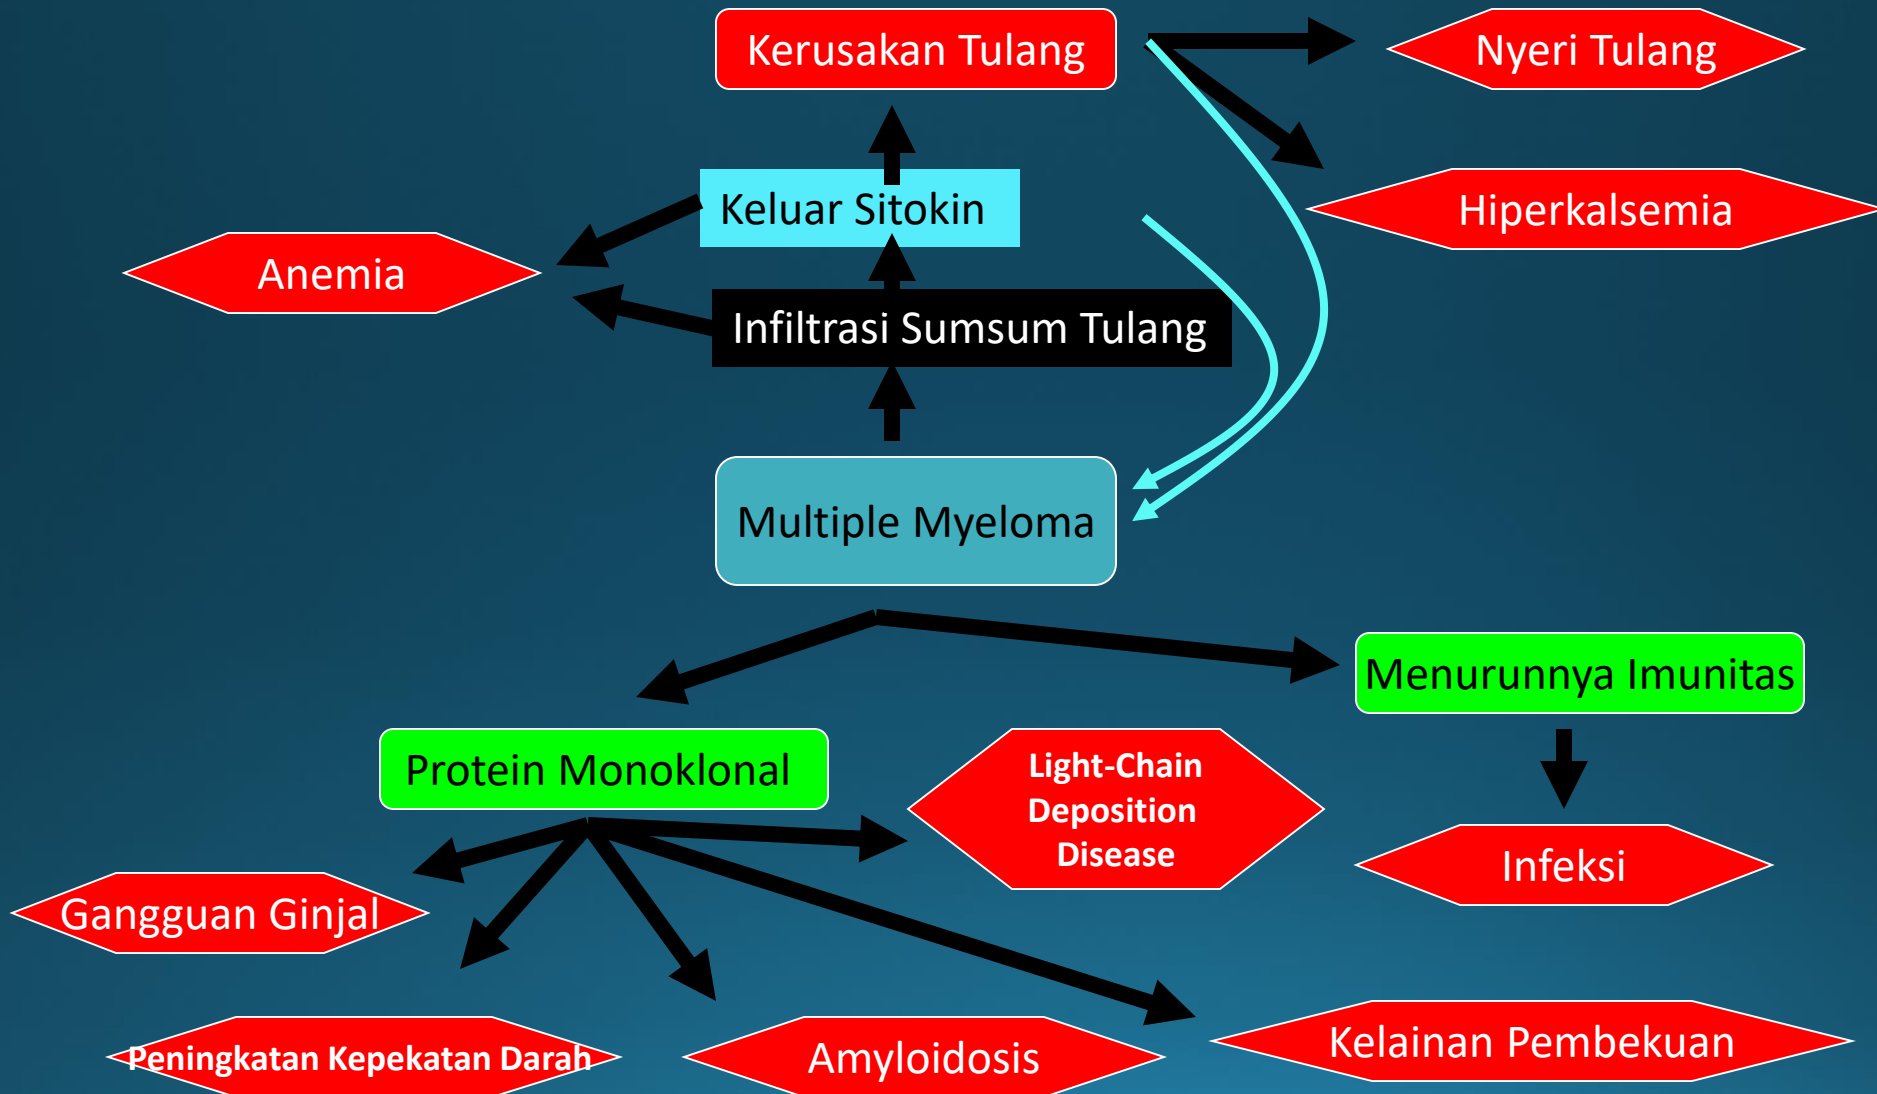 Kerusakan Tulang
Nyeri Tulang
Keluar Sitokin
Hiperkalsemia
Anemia
Infiltrasi Sumsum Tulang
Multiple Myeloma
Menurunnya Imunitas
Protein Monoklonal
Light-Chain
Deposition
Disease
Infeksi
Gangguan Ginjal
Peningkatan Kepekatan Darah
Amyloidosis
Kelainan Pembekuan